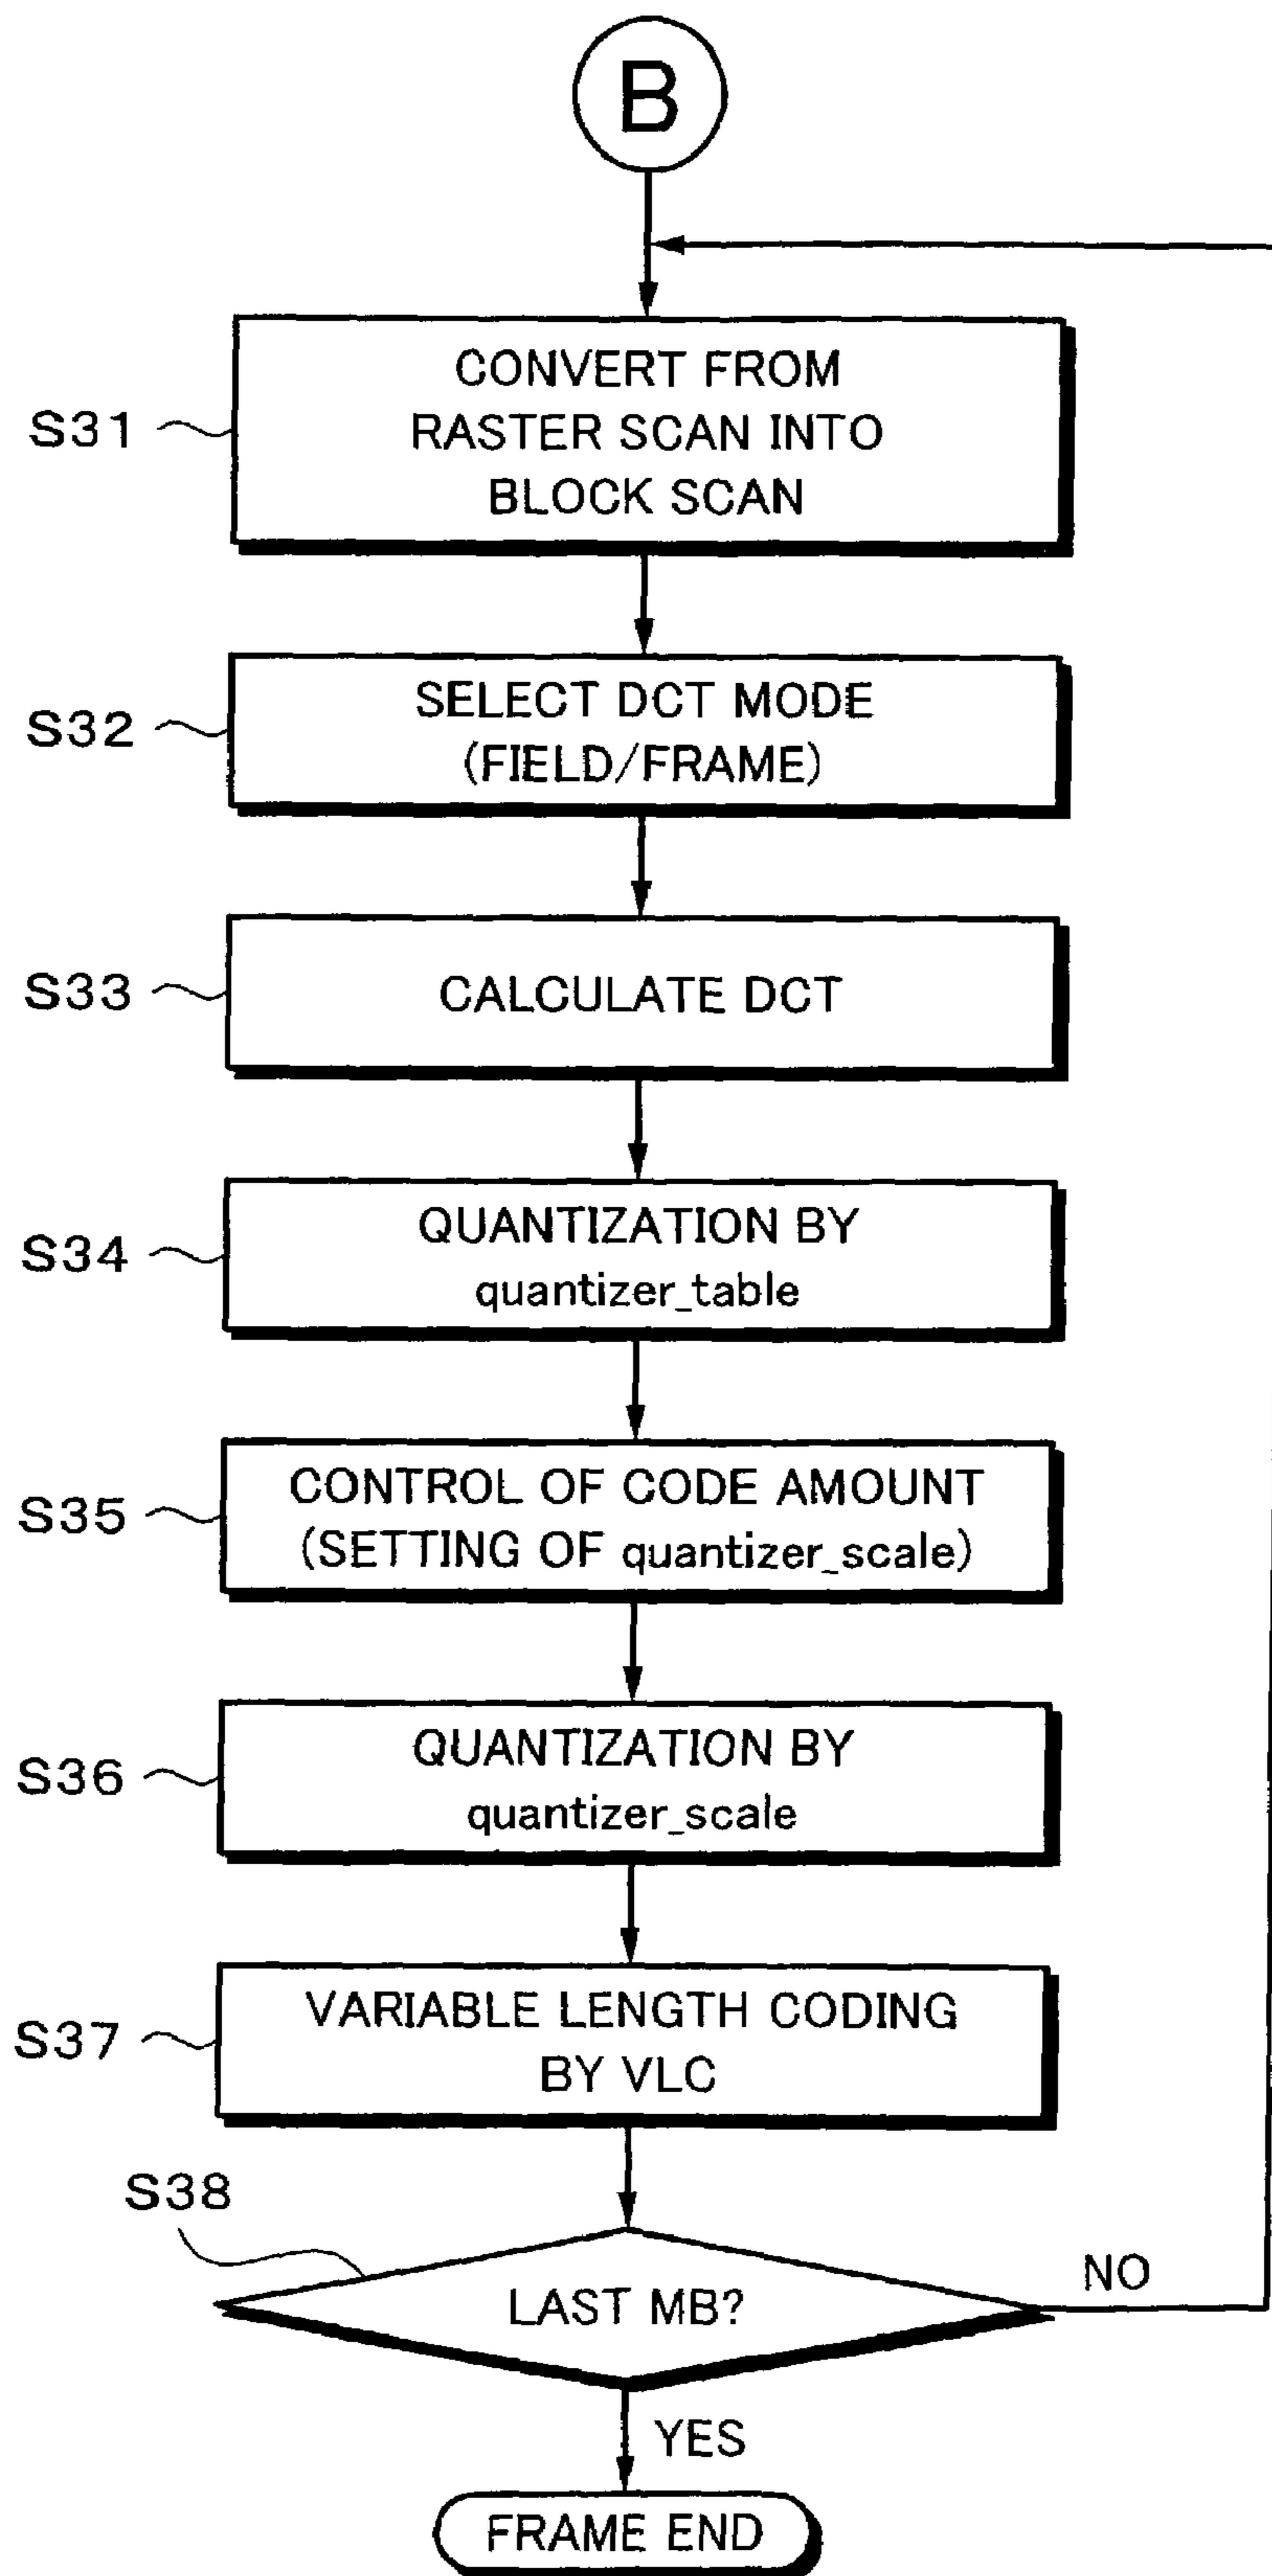 B
S31
CONVERT FROM
RASTER SCAN INTO
BLOCK SCAN
S32
SELECT DCT MODE
(FIELD/FRAME)
S33
CALCULATE DCT
S34
QUANTIZATION BY
quantizer_table
S35
CONTROL OF CODE AMOUNT
(SETTING OF quantizer_scale)
S36
QUANTIZATION BY
quantizer_scale
S37
VARIABLE LENGTH CODING
BY VLC
S38
LAST MB?
NO
YES
FRAME END